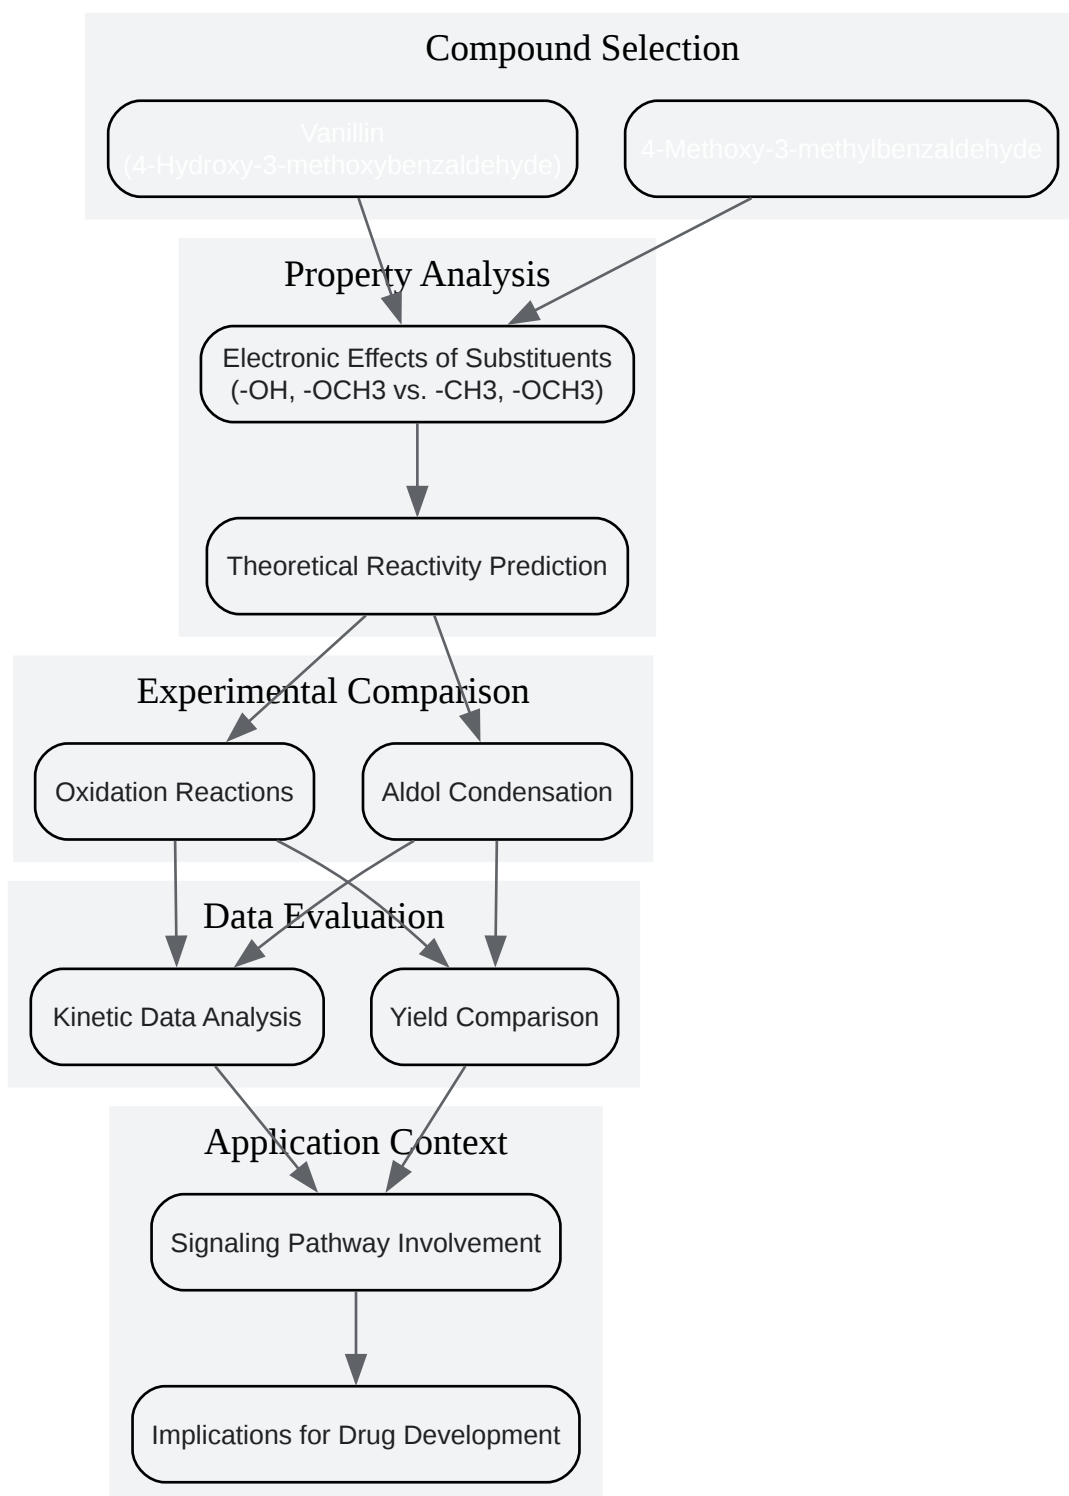 Compound Selection
Vanillin
(4-Hydroxy-3-methoxybenzaldehyde)
4-Methoxy-3-methylbenzaldehyde
Property Analysis
Electronic Effects of Substituents
(-OH, -OCH3 vs. -CH3, -OCH3)
Theoretical Reactivity Prediction
Experimental Comparison
Oxidation Reactions
Aldol Condensation
Data Evaluation
Kinetic Data Analysis
Yield Comparison
Application Context
Signaling Pathway Involvement
Implications for Drug Development